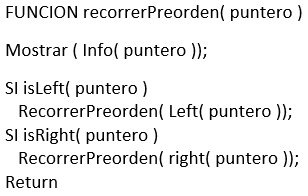 FUNCION recorrerPreorden( puntero )
Mostrar ( Info( puntero ));
SI isLeft( puntero )
RecorrerPreorden( Left( puntero ));
SI isRight( puntero )
RecorrerPreorden( right( puntero ));
Return